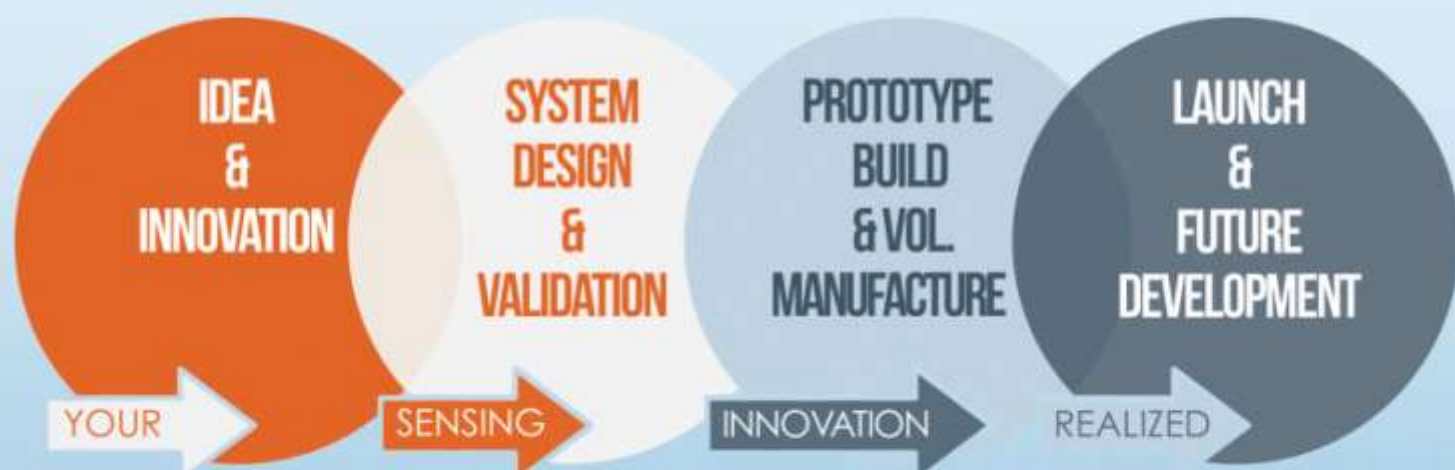 IDEA
&
INNOVATION
SYSTEM
DESIGN
&
VALIDATION
PROTOTYPE
BUILD
& VOL.
MANUFACTURE
LAUNCH
&
FUTURE
DEVELOPMENT
YOUR
SENSING
INNOVATION
REALIZED